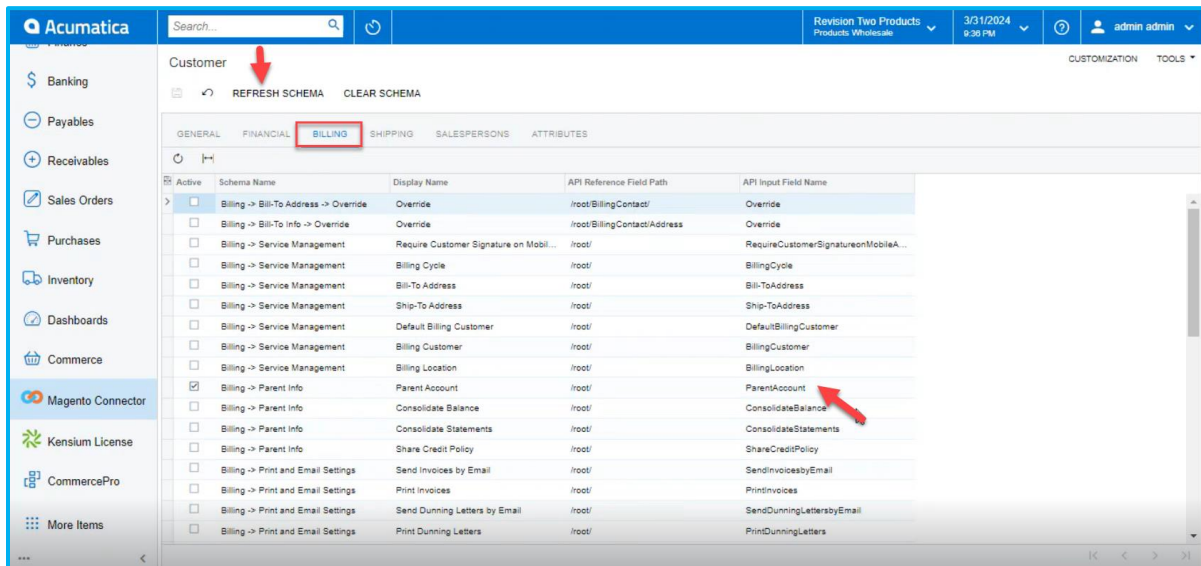 Acumatica
Search...
Revision Two Products
Products Wholesale
3/31/2024
9:36 PM
admin admin
Finance
Banking
Payables
Receivables
Sales Orders
Purchases
Inventory
Dashboards
Commerce
Magento Connector
Kensium License
CommercePro
More Items
Customer
CUSTOMIZATION TOOLS
REFRESH SCHEMA CLEAR SCHEMA
GENERAL FINANCIAL BILLING SHIPPING SALESPERSONS ATTRIBUTES
Active Schema Name Display Name API Reference Field Path API Input Field Name
Billing -> Bill-To Address -> Override Override /root/BillingContact/ Override
Billing -> Bill-To Info -> Override Override /root/BillingContact/Address Override
Billing -> Service Management Require Customer Signature on Mobil... /root/ RequireCustomerSignatureonMobileA...
Billing -> Service Management Billing Cycle /root/ BillingCycle
Billing -> Service Management Bill-To Address /root/ Bill-ToAddress
Billing -> Service Management Ship-To Address /root/ Ship-ToAddress
Billing -> Service Management Default Billing Customer /root/ DefaultBillingCustomer
Billing -> Service Management Billing Customer /root/ BillingCustomer
Billing -> Service Management Billing Location /root/ BillingLocation
Billing -> Parent Info Parent Account /root/ ParentAccount
Billing -> Parent Info Consolidate Balance /root/ ConsolidateBalance
Billing -> Parent Info Consolidate Statements /root/ ConsolidateStatements
Billing -> Parent Info Share Credit Policy /root/ ShareCreditPolicy
Billing -> Print and Email Settings Send Invoices by Email /root/ SendInvoicesbyEmail
Billing -> Print and Email Settings Print Invoices /root/ PrintInvoices
Billing -> Print and Email Settings Send Dunning Letters by Email /root/ SendDunningLettersbyEmail
Billing -> Print and Email Settings Print Dunning Letters /root/ PrintDunningLetters